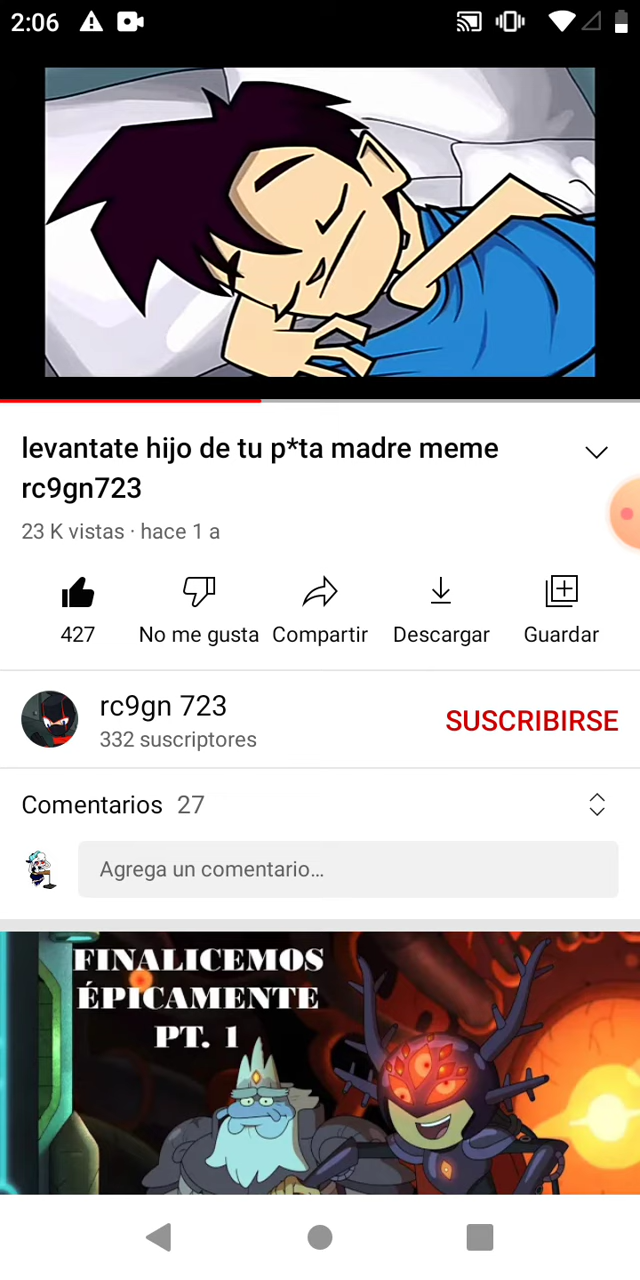 2:06
levantate hijo de tu p*ta madre meme
rc9gn723
23 K vistas · hace 1 a
427
No me gusta
Compartir
Descargar
Guardar
rc9gn 723
332 suscriptores
SUSCRIBIRSE
Comentarios 27
Agrega un comentario...
FINALICEMOS
ÉPICAMENTE
PT. 1